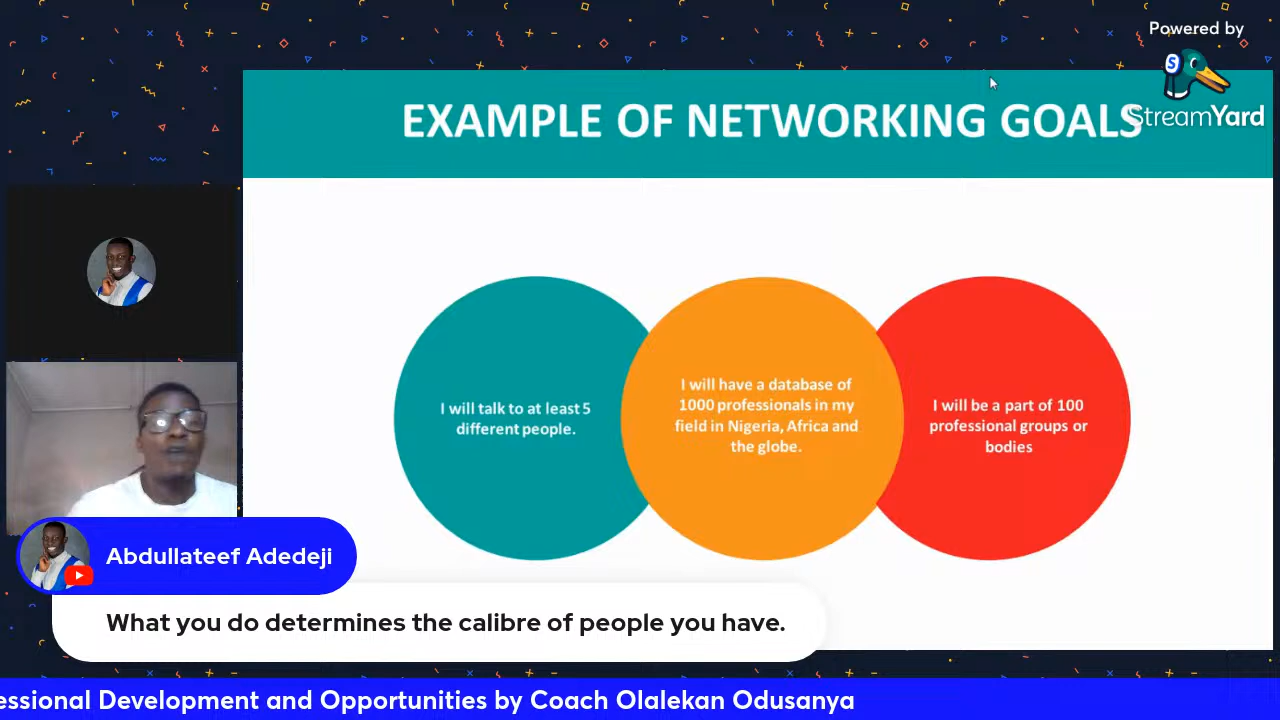 Powered by
StreamYard
EXAMPLE OF NETWORKING GOALS
I will talk to at least 5
different people.
I will have a database of
1000 professionals in my
field in Nigeria, Africa and
the globe.
I will be a part of 100
professional groups or
bodies
Abdullateef Adedeji
What you do determines the calibre of people you have.
essional Development and Opportunities by Coach Olalekan Odusanya